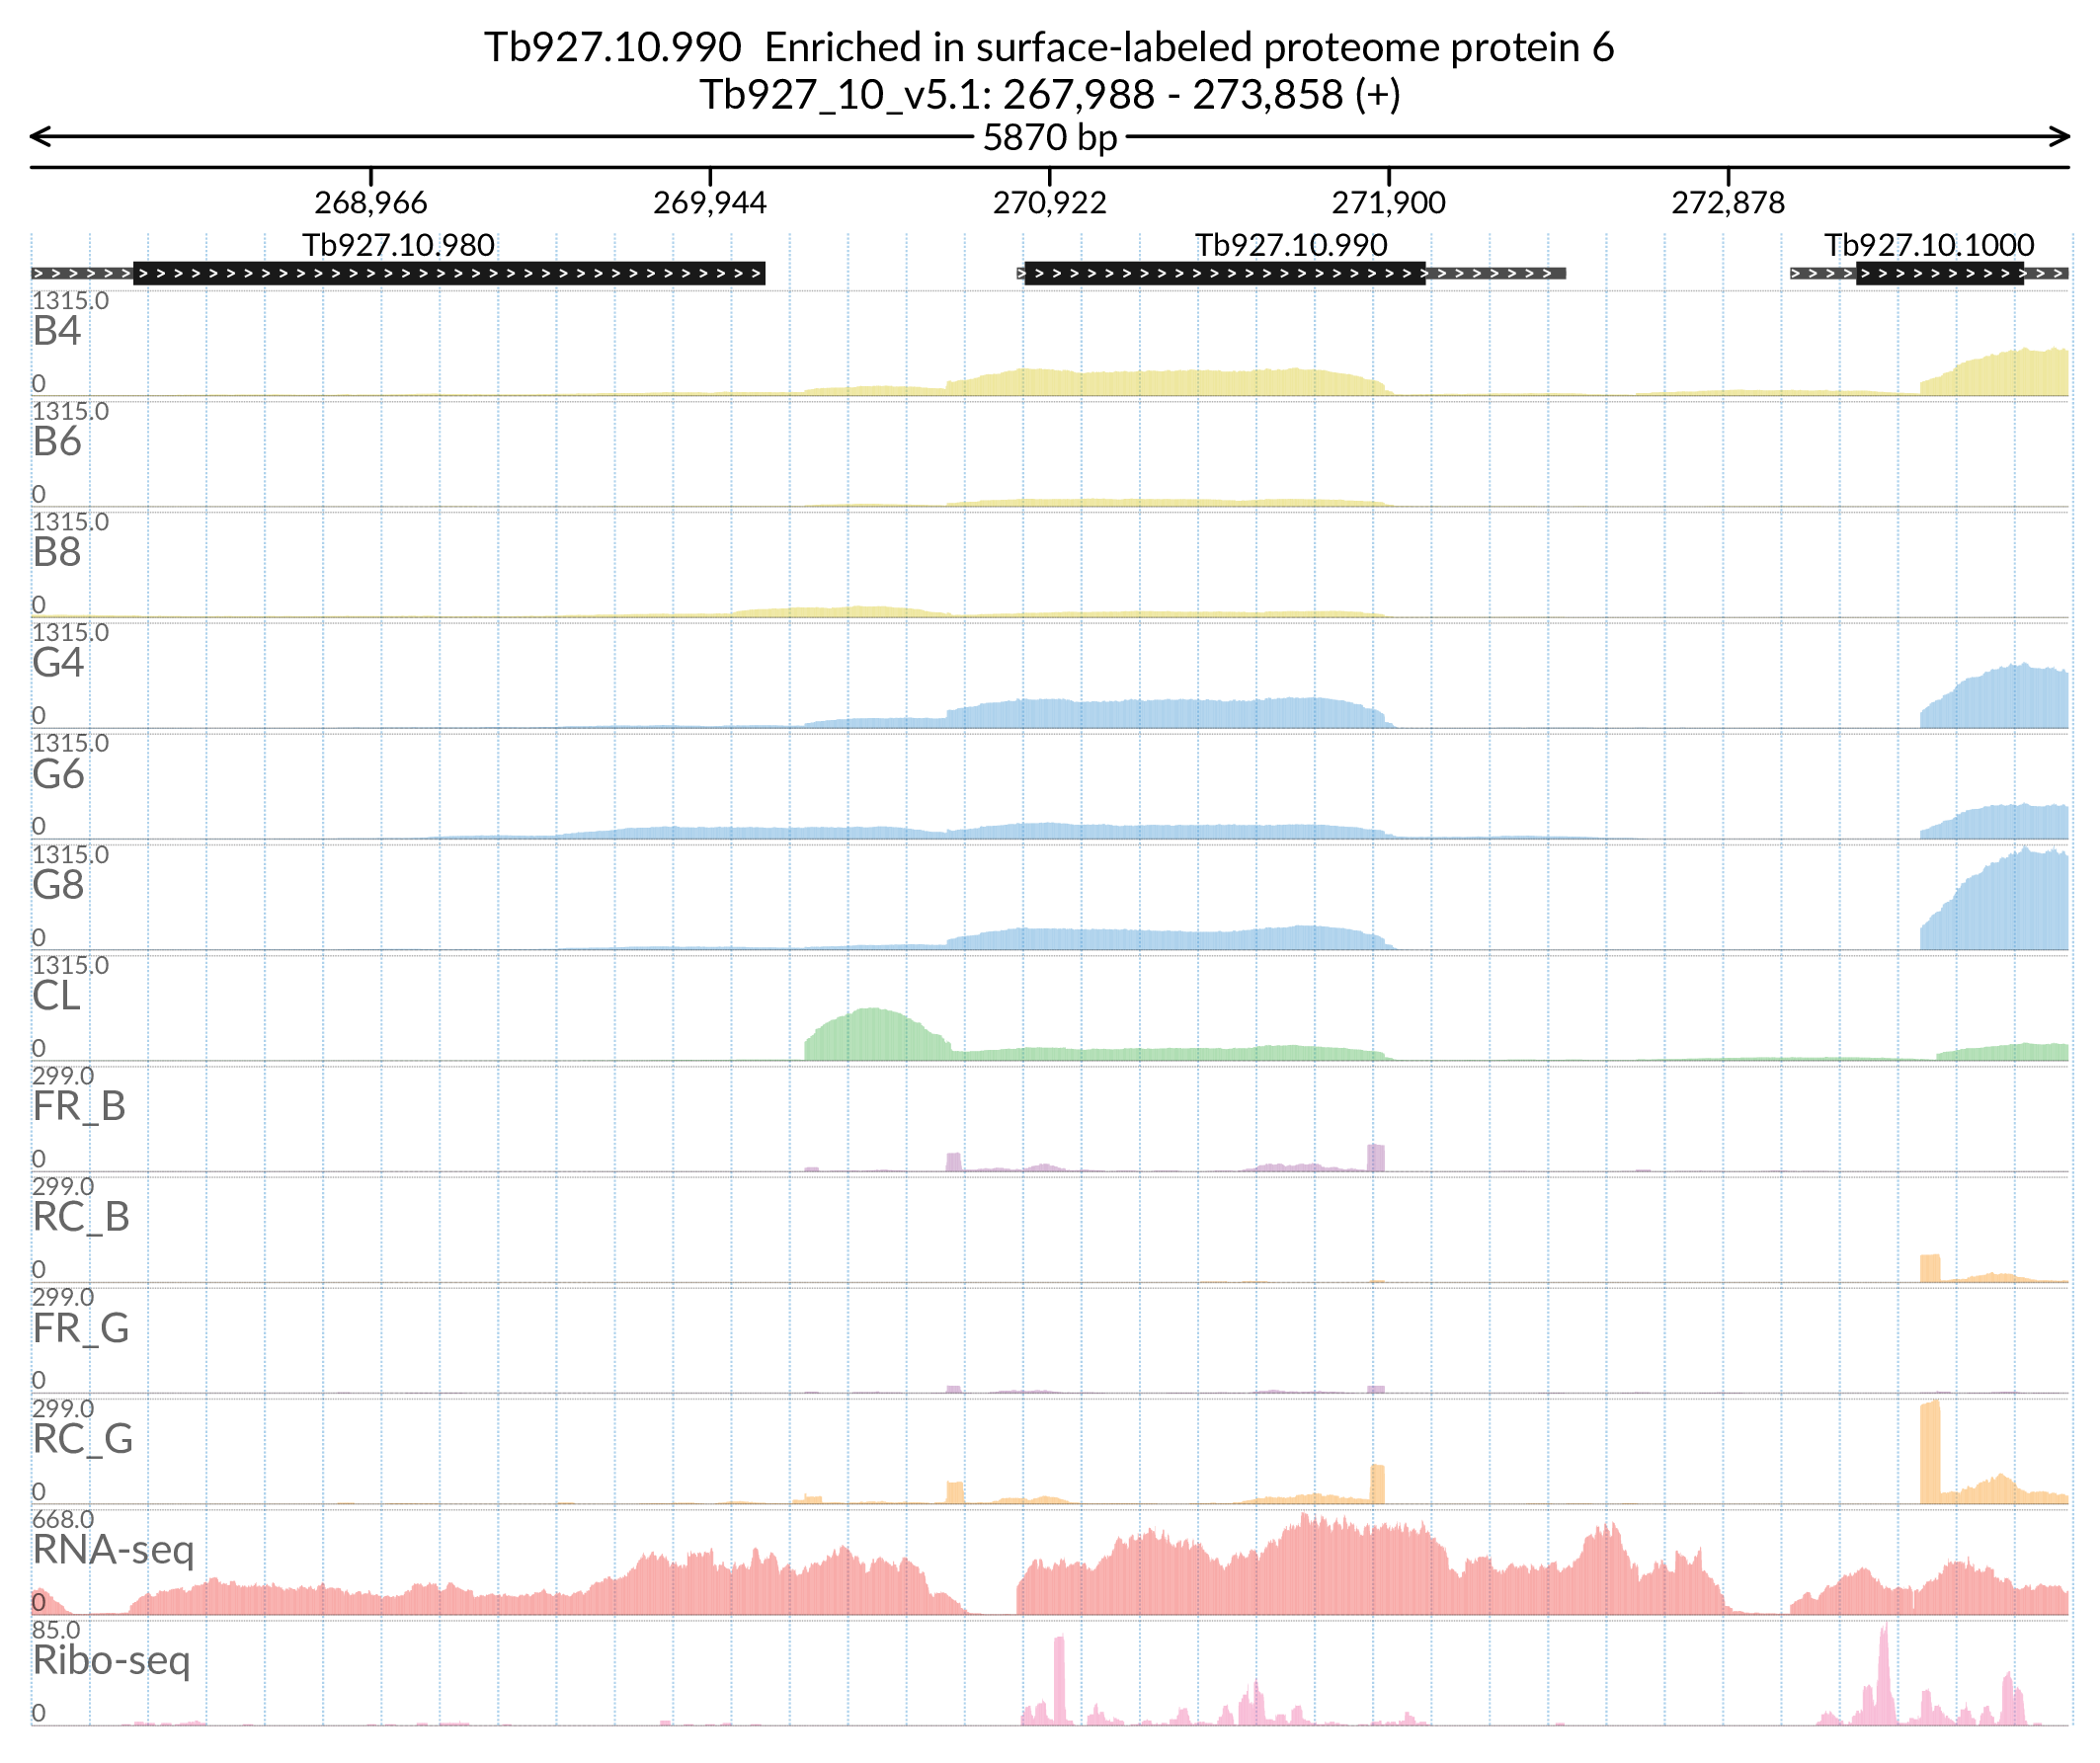 Tb927.10.990  Enriched in surface-labeled proteome protein 6
Tb927_10_v5.1: 267,988 - 273,858 (+)
5870 bp
268,966 269,944 270,922 271,900 272,878
Tb927.10.980 Tb927.10.990 Tb927.10.1000
1315.0
B4
0
1315.0
B6
0
1315.0
B8
0
1315.0
G4
0
1315.0
G6
0
1315.0
G8
0
1315.0
CL
0
299.0
FR_B
0
299.0
RC_B
0
299.0
FR_G
0
299.0
RC_G
0
668.0
RNA-seq
0
85.0
Ribo-seq
0